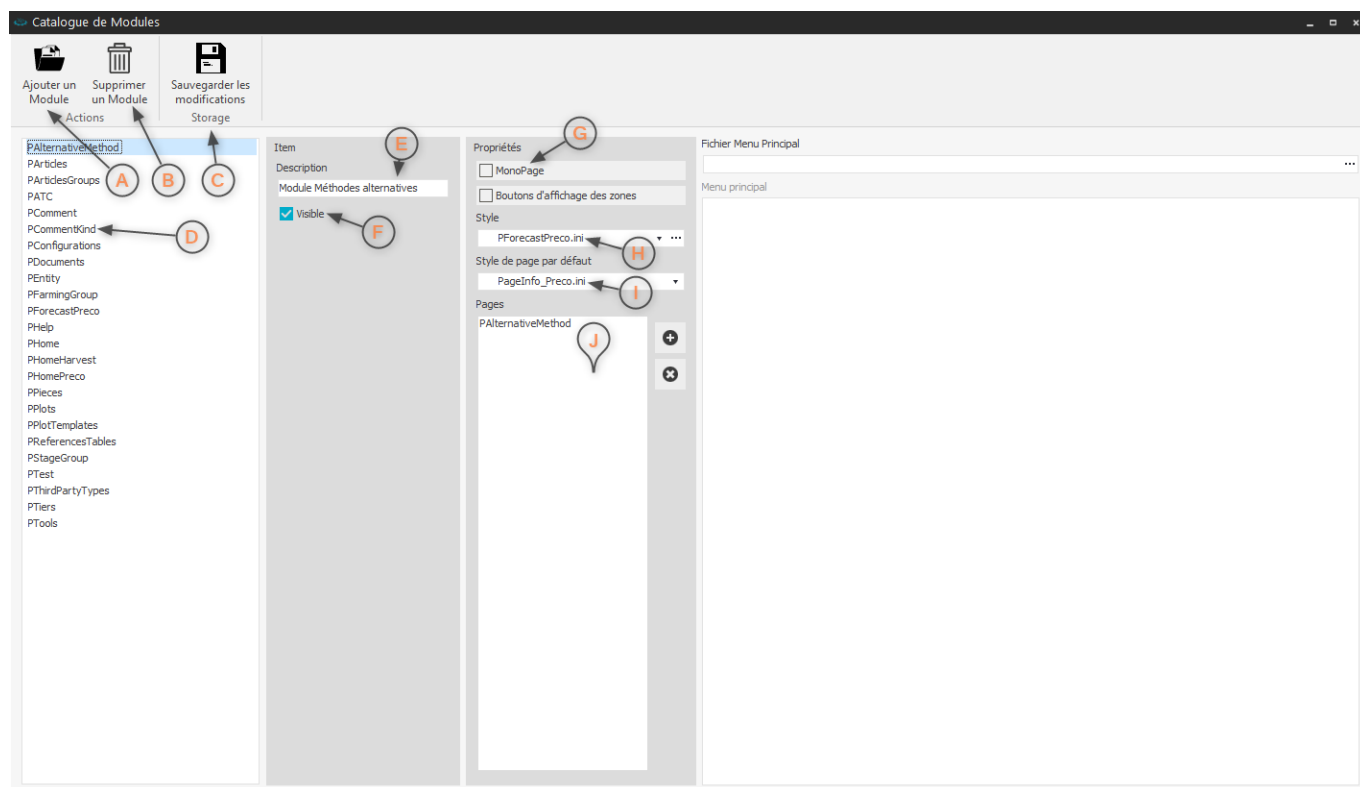 Catalogue de Modules
Ajouter un
Module
Supprimer
un Module
Sauvegarder les
modifications
Actions
Storage
PAlternativeMethod
PArticles
PArticlesGroups
PATC
PComment
PCommentKind
PConfigurations
PDocuments
PEntity
PFarmingGroup
PForecastPreco
PHelp
PHome
PHomeHarvest
PHomePreco
PPieces
PPlots
PPlotTemplates
PReferencesTables
PStageGroup
PTest
PThirdPartyTypes
PTiers
PTools
A
B
C
D
Item
Description
Module Méthodes alternatives
Visible
E
F
Propriétés
MonoPage
Boutons d'affichage des zones
Style
PForecastPreco.ini
Style de page par défaut
PageInfo_Preco.ini
Pages
PAlternativeMethod
G
H
I
J
Fichier Menu Principal
...
Menu principal